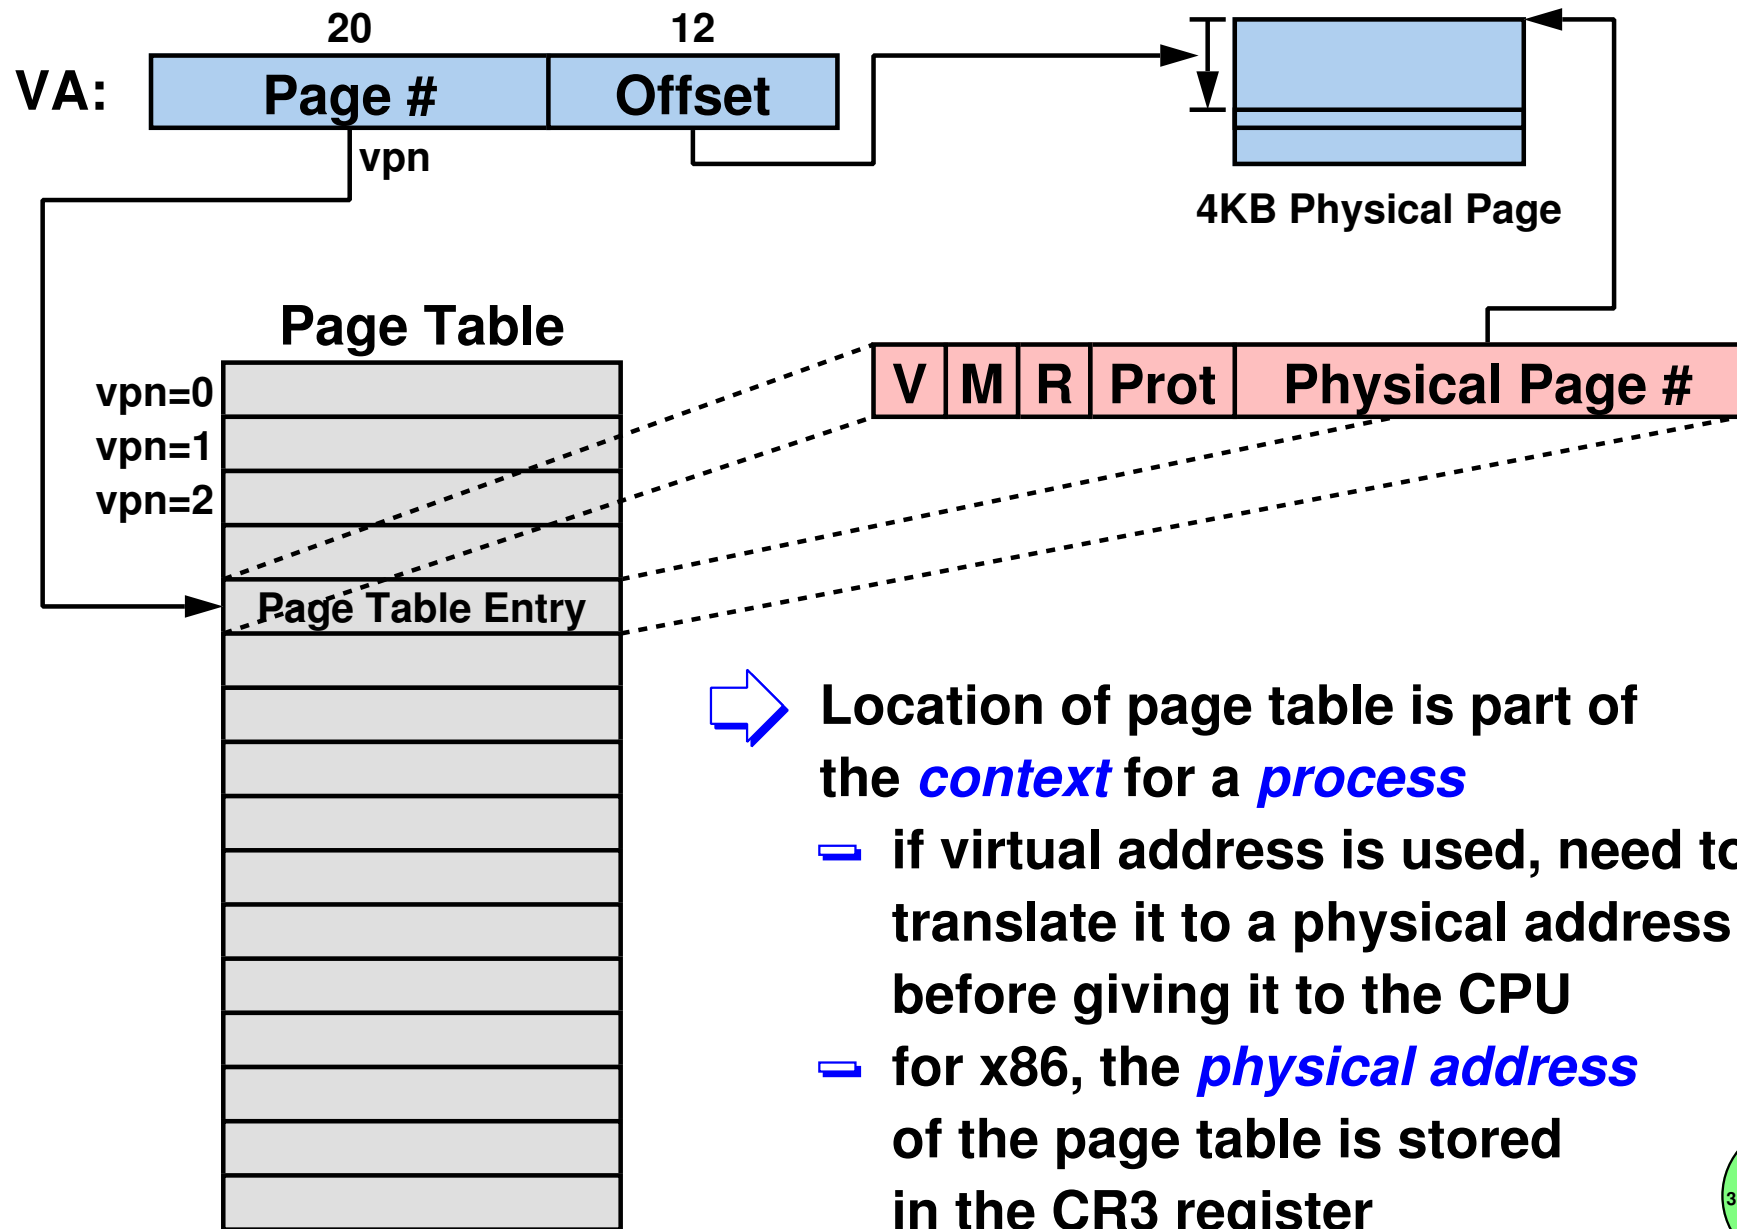 20 12
VA: Page # Offset
vpn
4KB Physical Page
Page Table
V M R Prot Physical Page #
vpn=0
vpn=1
vpn=2
Page Table Entry
Location of page table is part of
the context for a process
if virtual address is used, need to
translate it to a physical address
before giving it to the CPU
for x86, the physical address
of the page table is stored
in the CR3 register
3